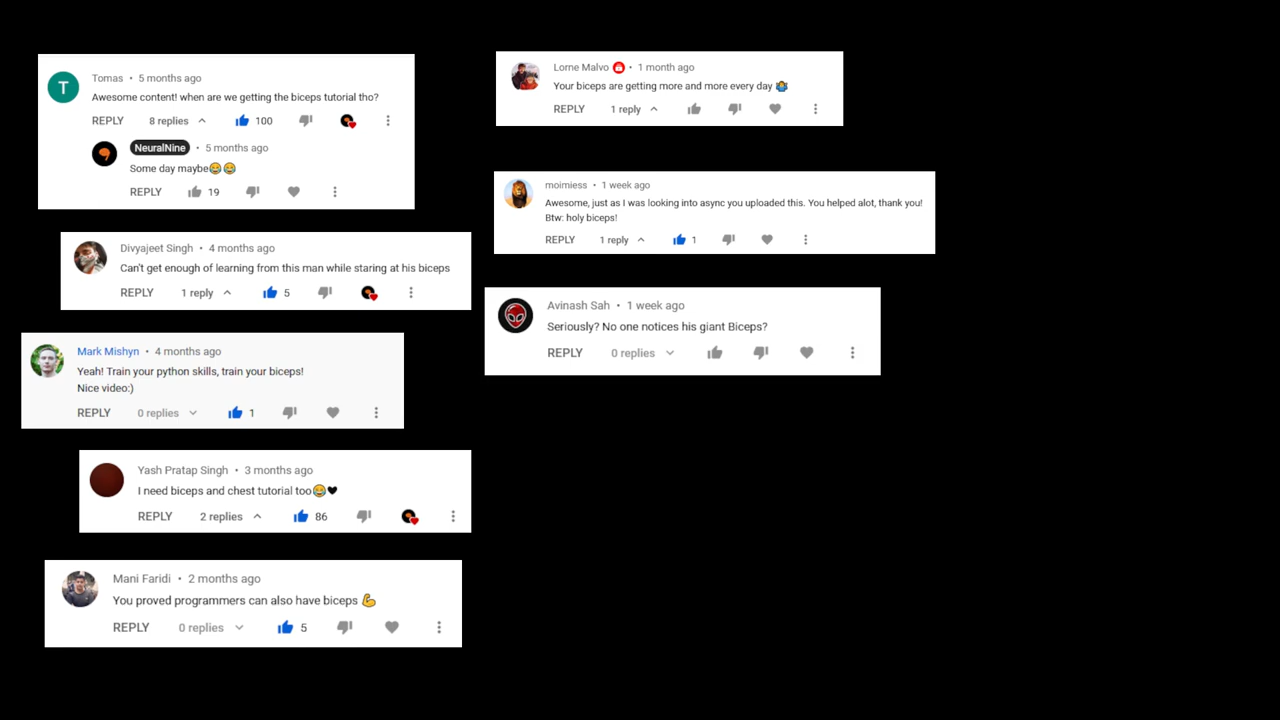 T
Tomas • 5 months ago
Awesome content! when are we getting the biceps tutorial tho?
REPLY 8 replies 100
NeuralNine • 5 months ago
Some day maybe😂😂
REPLY 19
Divyajeet Singh • 4 months ago
Can't get enough of learning from this man while staring at his biceps
REPLY 1 reply 5
Mark Mishyn • 4 months ago
Yeah! Train your python skills, train your biceps!
Nice video:)
REPLY 0 replies 1
Yash Pratap Singh • 3 months ago
I need biceps and chest tutorial too😂🖤
REPLY 2 replies 86
Mani Faridi • 2 months ago
You proved programmers can also have biceps 💪
REPLY 0 replies 5
Lorne Malvo • 1 month ago
Your biceps are getting more and more every day 🤷‍♂️
REPLY 1 reply
moimiess • 1 week ago
Awesome, just as I was looking into async you uploaded this. You helped alot, thank you!
Btw: holy biceps!
REPLY 1 reply 1
Avinash Sah • 1 week ago
Seriously? No one notices his giant Biceps?
REPLY 0 replies